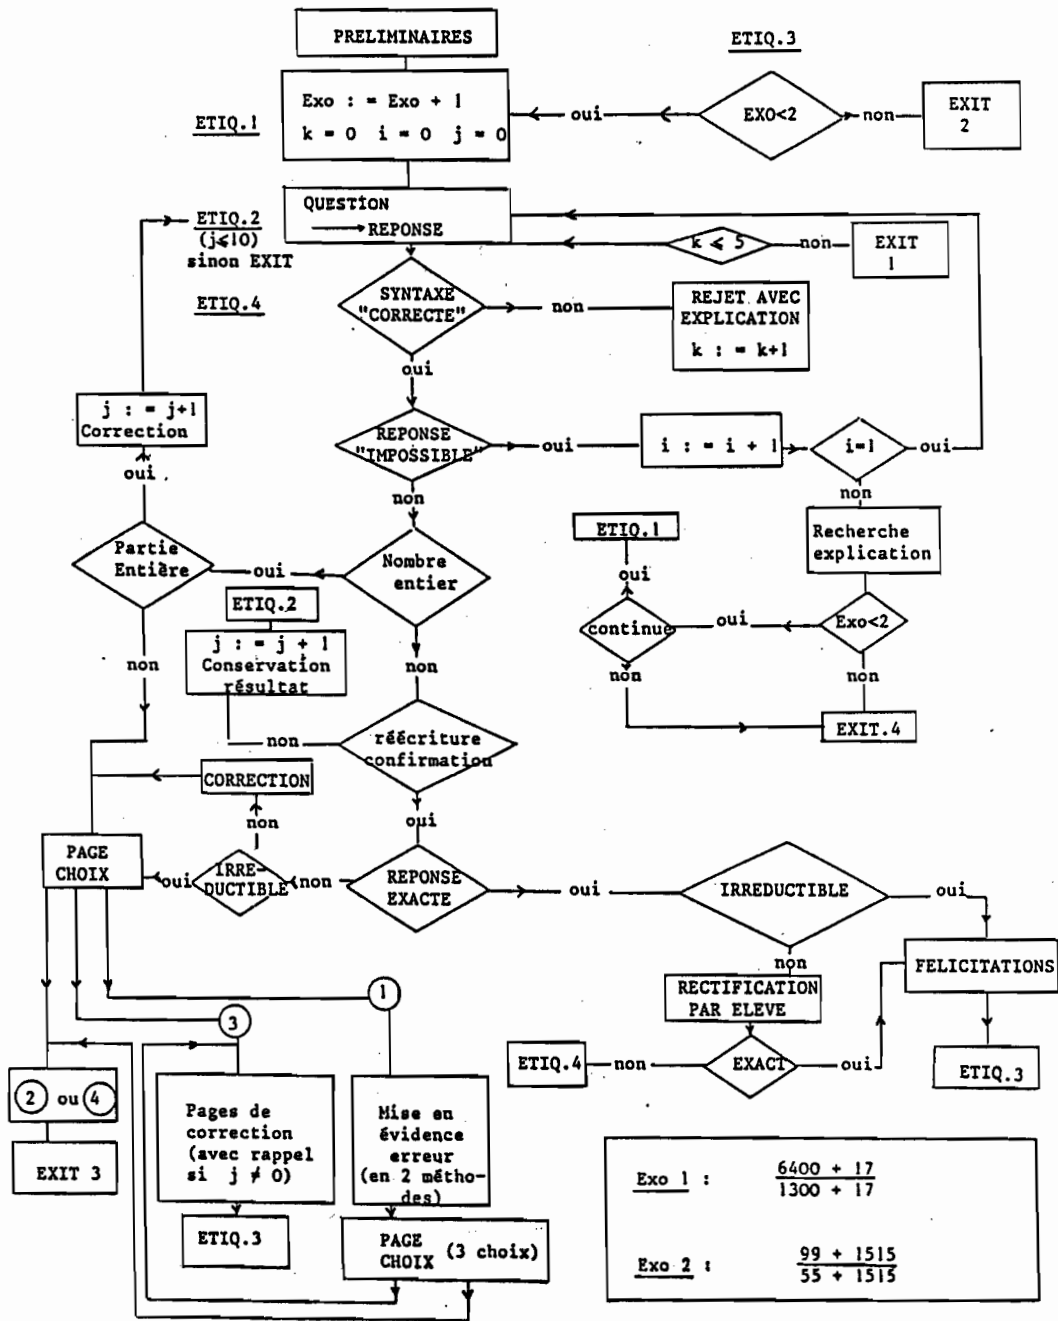 PRELIMINAIRES
ETIQ.3
Exo : = Exo + 1
k = 0 i = 0 j = 0
ETIQ.1
oui
EXO<2
non
EXIT
2
QUESTION
REPONSE
ETIQ.2
(j⩽10)
sinon EXIT
k ⩽ 5
non
EXIT
1
ETIQ.4
SYNTAXE
"CORRECTE"
non
REJET AVEC
EXPLICATION
k : = k+1
oui
j : = j+1
Correction
REPONSE
"IMPOSSIBLE"
oui
i : = i + 1
i=1
oui
oui
non
non
Partie
Entière
oui
Nombre
entier
ETIQ.1
Recherche
explication
oui
ETIQ.2
continue
oui
Exo<2
j : = j + 1
Conservation
résultat
non
non
non
non
EXIT.4
non
réécriture
confirmation
CORRECTION
non
oui
PAGE
CHOIX
oui
IRRE-
DUCTIBLE
non
REPONSE
EXACTE
oui
IRREDUCTIBLE
oui
non
FELICITATIONS
RECTIFICATION
PAR ELEVE
1
3
ETIQ.4
non
EXACT
oui
ETIQ.3
2 ou 4
EXIT 3
Pages de
correction
(avec rappel
si j ≠ 0)
Mise en
évidence
erreur
(en 2 métho-
des)
ETIQ.3
PAGE
CHOIX (3 choix)
Exo 1 :
6400 + 17
1300 + 17
Exo 2 :
99 + 1515
55 + 1515